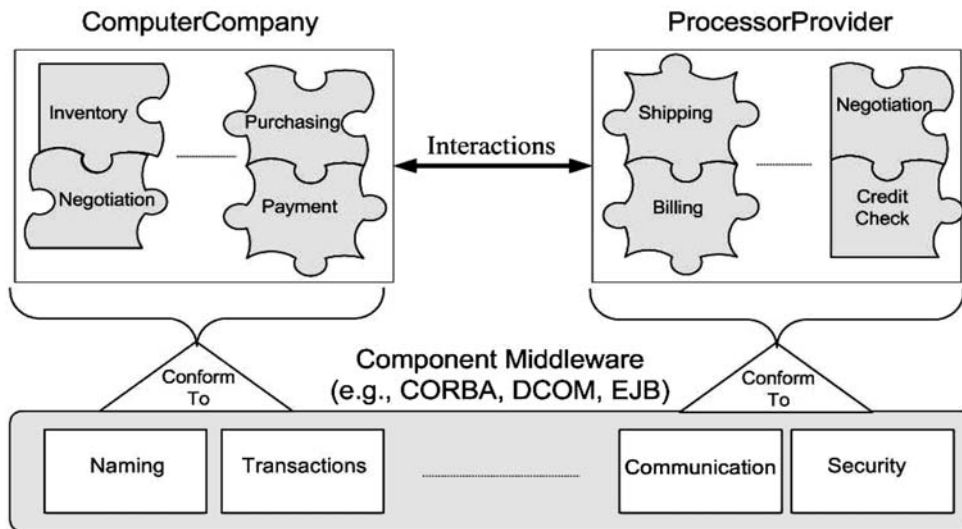 ComputerCompany
ProcessorProvider
Inventory
Negotiation
Purchasing
Payment
Interactions
Shipping
Billing
Negotiation
Credit
Check
Conform
To
Component Middleware
(e.g., CORBA, DCOM, EJB)
Conform
To
Naming
Transactions
Communication
Security